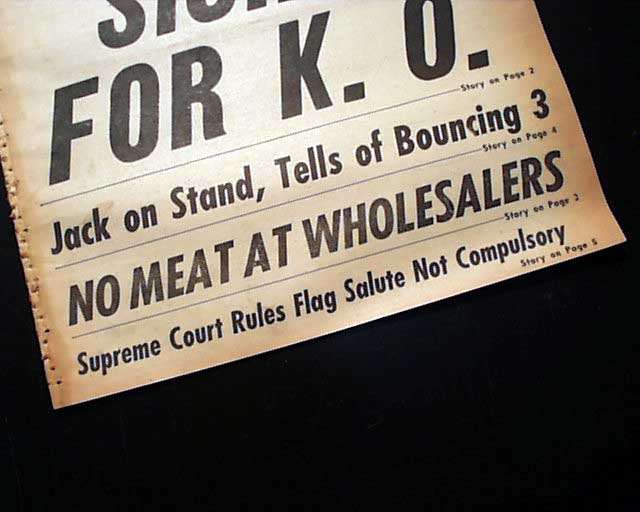 FOR K. O.
Story on Page 2
Jack on Stand, Tells of Bouncing 3
Story on Page 4
NO MEAT AT WHOLESALERS
Story on Page 3
Supreme Court Rules Flag Salute Not Compulsory
Story on Page 5